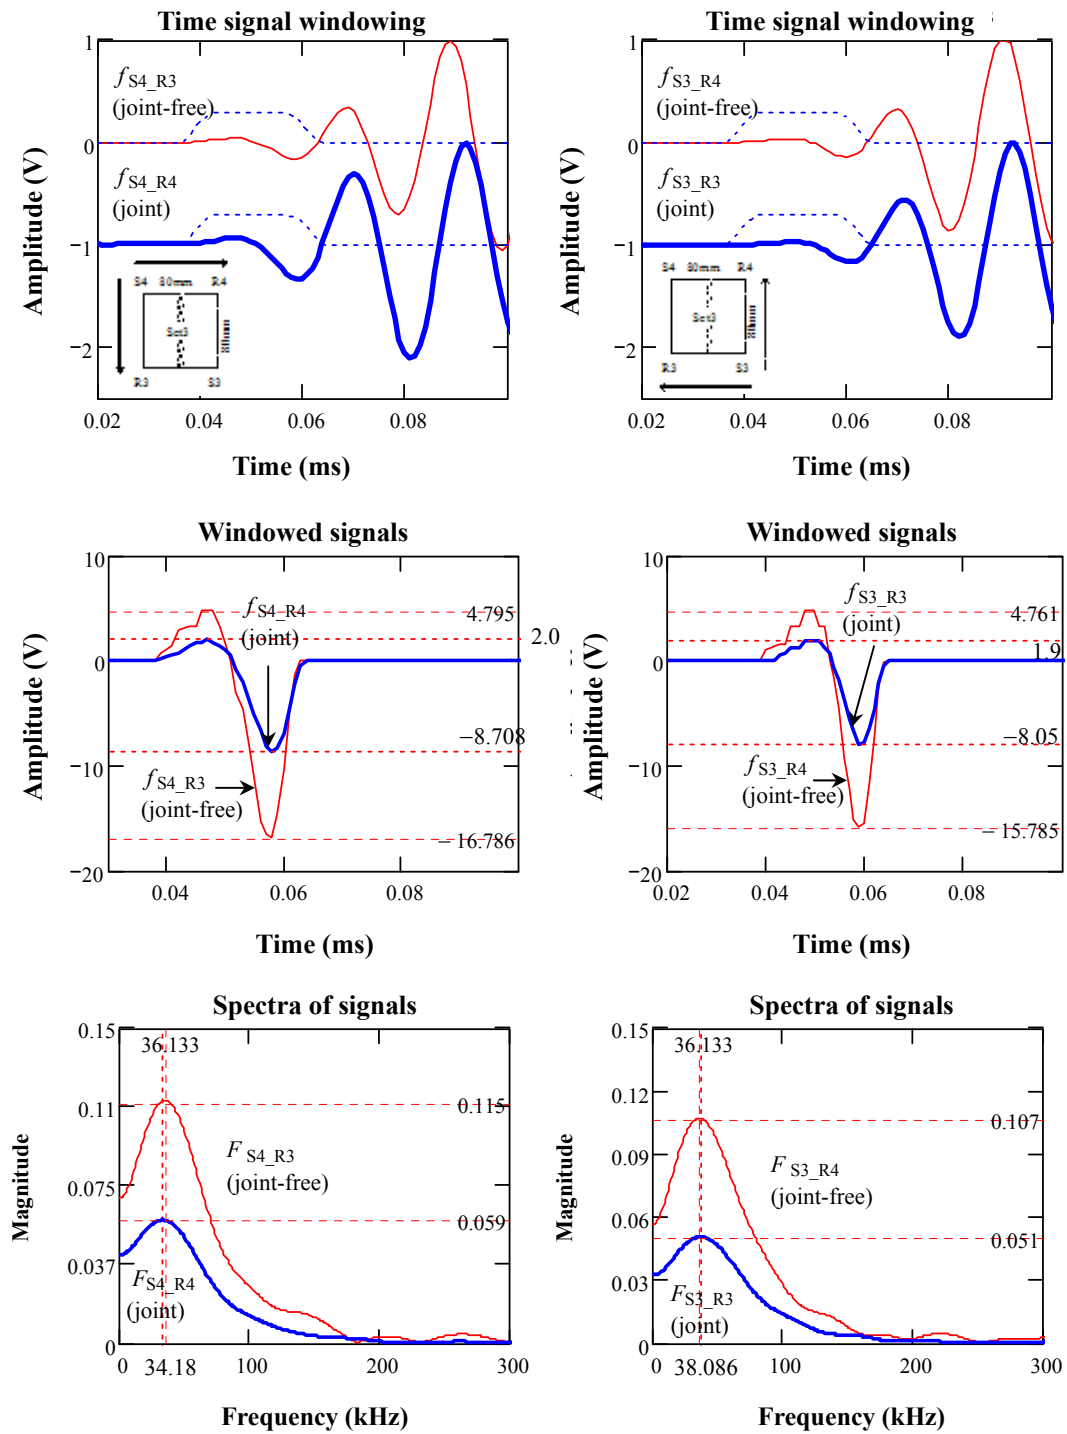 Time signal windowing
1
0
−1
−2
Amplitude (V)
f S4_R3
(joint-free)
f S4_R4
(joint)
S4 80mm R.4
Set3
80mm
R.3 S3
0.02 0.04 0.06 0.08
Time (ms)
Time signal windowing
1
0
−1
−2
Amplitude (V)
f S3_R4
(joint-free)
f S3_R3
(joint)
S4 80mm R.4
Set3
80mm
R.3 S3
0.02 0.04 0.06 0.08
Time (ms)
Windowed signals
10
0
−10
−20
Amplitude (V)
f S4_R4
(joint)
f S4_R3
(joint-free)
4.795
2.0
−8.708
−16.786
0.04 0.06 0.08
Time (ms)
Windowed signals
10
0
−10
−20
Amplitude (V)
f S3_R3
(joint)
f S3_R4
(joint-free)
4.761
1.9
−8.05
−15.785
0.02 0.04 0.06 0.08
Time (ms)
Spectra of signals
0.15
0.11
0.075
0.037
0
Magnitude
36.133
0.115
F S4_R3
(joint-free)
0.059
F S4_R4
(joint)
0 34.18 100 200 300
Frequency (kHz)
Spectra of signals
0.15
0.12
0.09
0.06
0.03
0
Magnitude
36.133
0.107
F S3_R4
(joint-free)
0.051
F S3_R3
(joint)
0 38.086 100 200 300
Frequency (kHz)